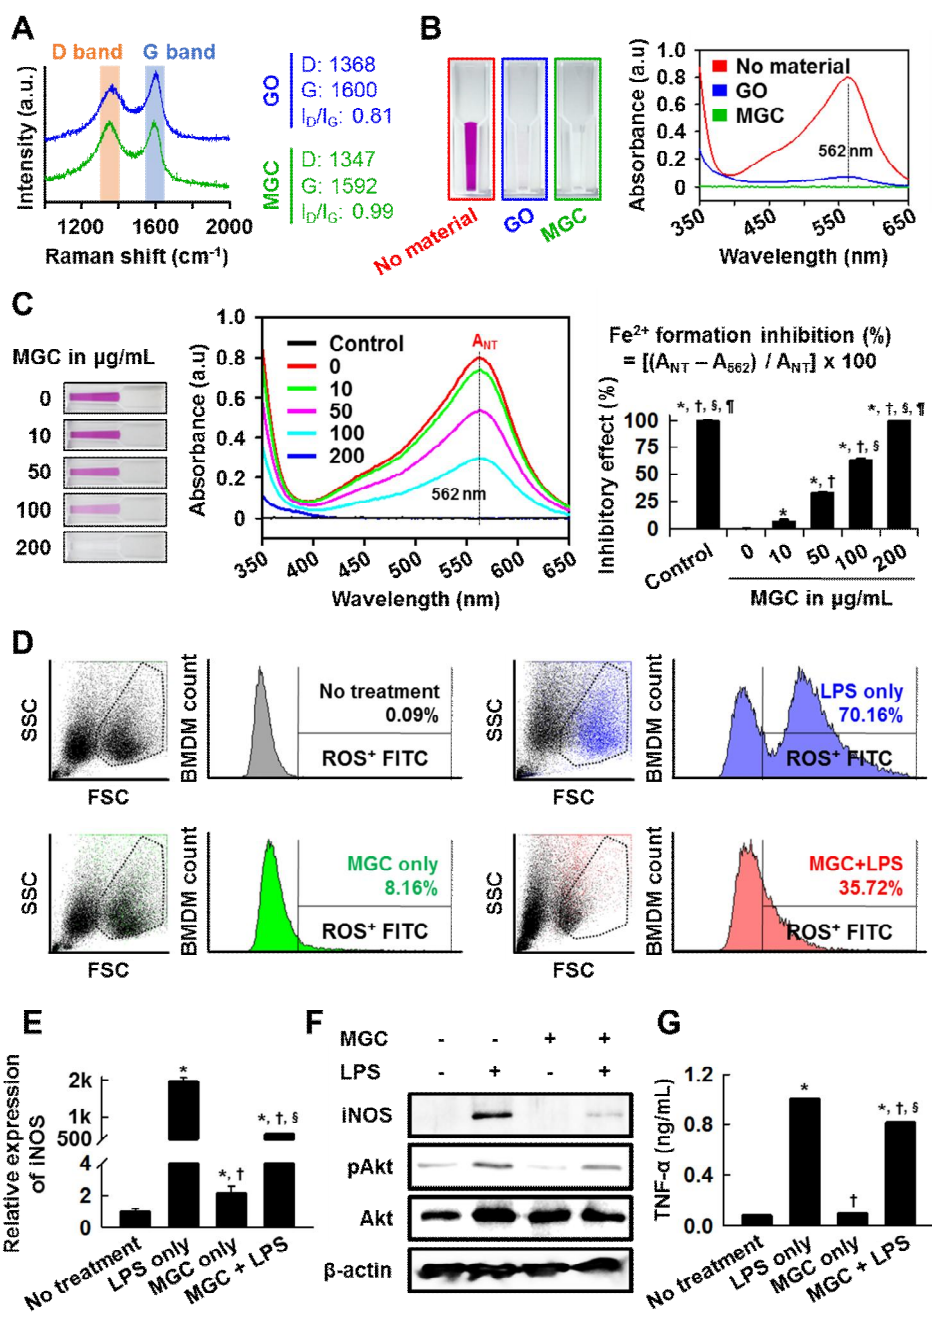 A
D band G band
Intensity (a.u.)
1000 1200 1600 2000
Raman shift (cm⁻¹)
GO
D: 1368
G: 1600
I_D/I_G: 0.81
MGC
D: 1347
G: 1592
I_D/I_G: 0.99
B
No material
GO
MGC
Absorbance (a.u)
1.0
0.8
0.6
0.4
0.2
0
No material
GO
MGC
562 nm
350 450 550 650
Wavelength (nm)
C
MGC in µg/mL
0
10
50
100
200
Absorbance (a.u)
1.0
0.8
0.6
0.4
0.2
0
Control
0
10
50
100
200
A_NT
562 nm
350 400 450 500 550 600 650
Wavelength (nm)
Fe²⁺ formation inhibition (%)
= [(A_NT – A₅₆₂) / A_NT] x 100
Inhibitory effect (%)
100
75
50
25
0
*, †, §, ¶
*
*, †
*, †, §
*, †, §, ¶
Control 0 10 50 100 200
MGC in µg/mL
D
SSC
FSC
BMDM count
No treatment
0.09%
ROS⁺ FITC
SSC
FSC
BMDM count
LPS only
70.16%
ROS⁺ FITC
SSC
FSC
BMDM count
MGC only
8.16%
ROS⁺ FITC
SSC
FSC
BMDM count
MGC+LPS
35.72%
ROS⁺ FITC
E
Relative expression
of iNOS
2k
1k
500
4
2
0
*
*, †
*, †, §
No treatment
LPS only
MGC only
MGC + LPS
F
MGC - - + +
LPS - + - +
iNOS
pAkt
Akt
β-actin
G
TNF-α (ng/mL)
1.2
0.8
0.4
0.0
*
†
*, †, §
No treatment
LPS only
MGC only
MGC + LPS